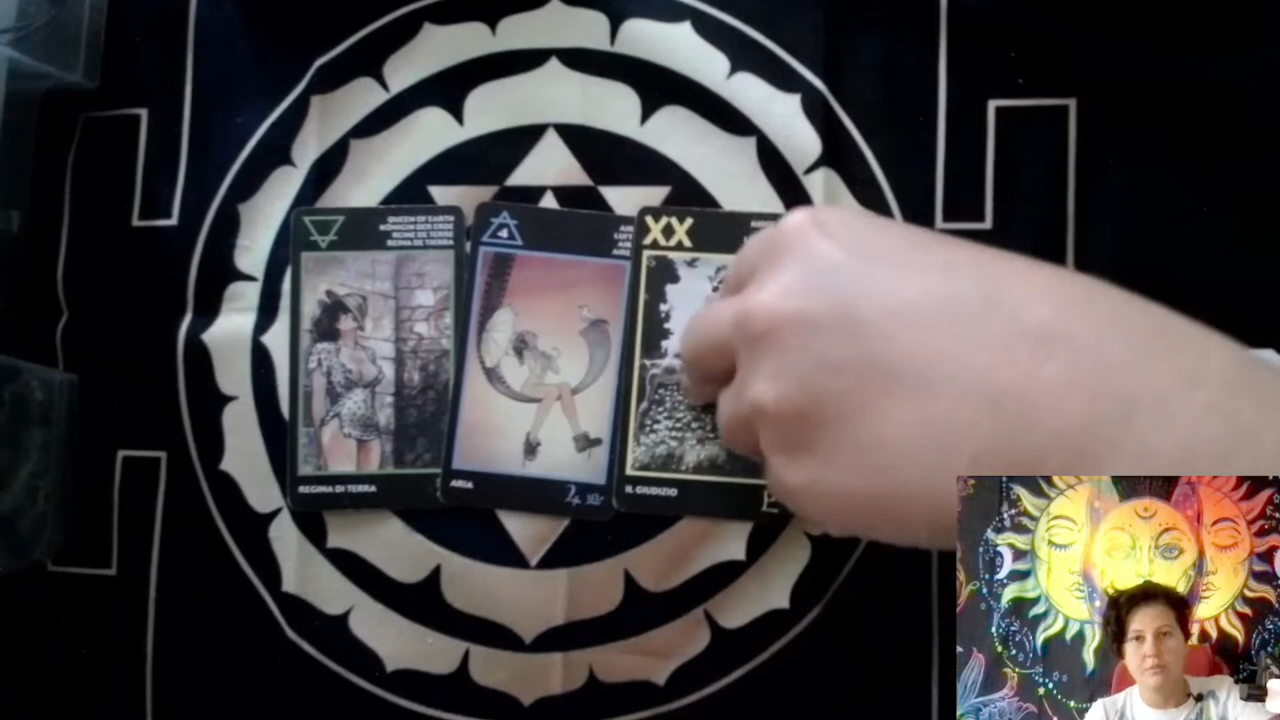 QUEEN OF EARTH
KÖNIGIN DER ERDE
REINE DE TERRE
REINA DE TIERRA
REGINA DI TERRA
4
ARIA
XX
IL GIUDIZIO